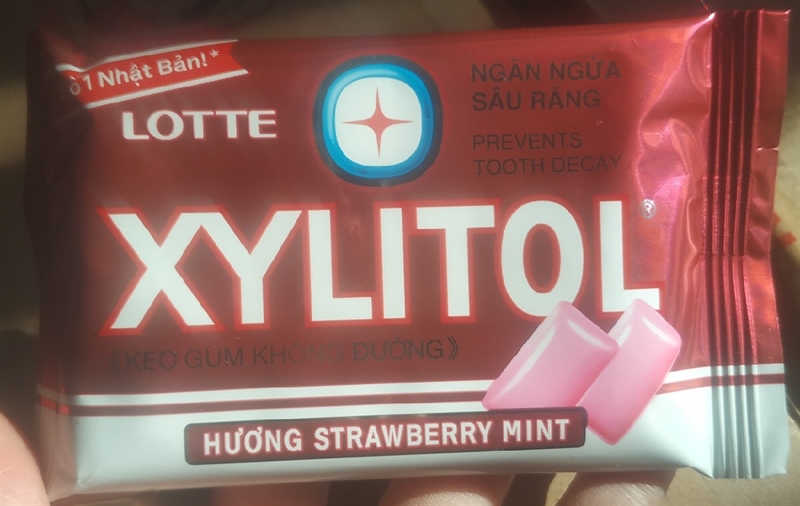 ố 1 Nhật Bản!*
LOTTE
NGĂN NGỪA
SÂU RĂNG
PREVENTS
TOOTH DECAY
XYLITOL®
《KẸO GUM KHÔNG ĐƯỜNG》
HƯƠNG STRAWBERRY MINT